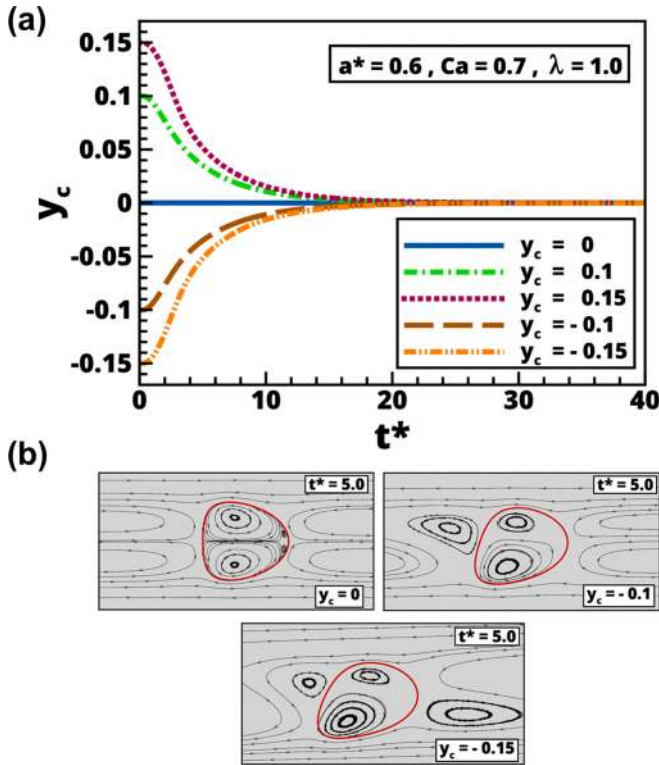 (a)
0.15
0.1
0.05
0
-0.05
-0.1
-0.15
y_c
a* = 0.6 , Ca = 0.7 , λ = 1.0
y_c = 0
y_c = 0.1
y_c = 0.15
y_c = - 0.1
y_c = - 0.15
0 10 20 30 40
t*
(b)
t* = 5.0
y_c = 0
t* = 5.0
y_c = - 0.1
t* = 5.0
y_c = - 0.15